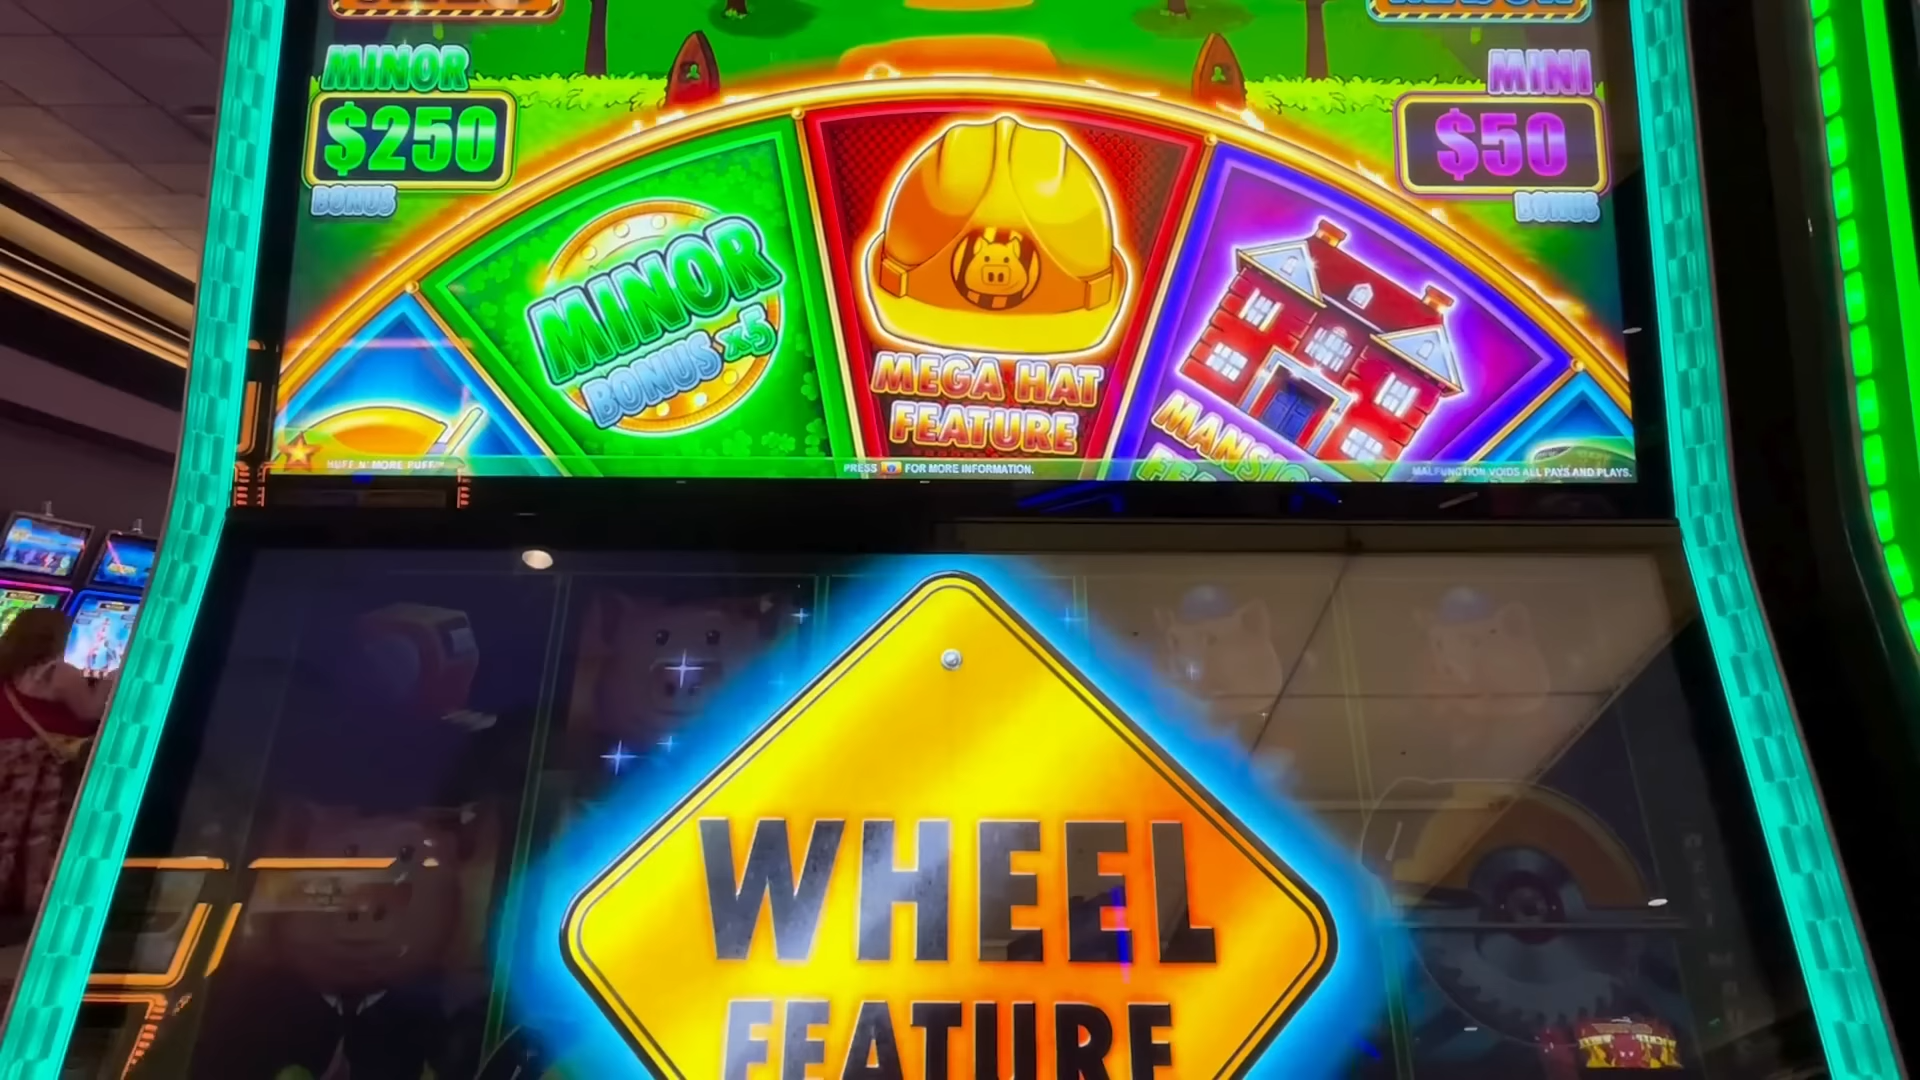 MINOR
$250
BONUS
MINI
$50
BONUS
MINOR
BONUS x5
MEGA HAT
FEATURE
MANSION
HUFF N' MORE PUFF
PRESS FOR MORE INFORMATION.
MALFUNCTION VOIDS ALL PAYS AND PLAYS.
WHEEL
FEATURE